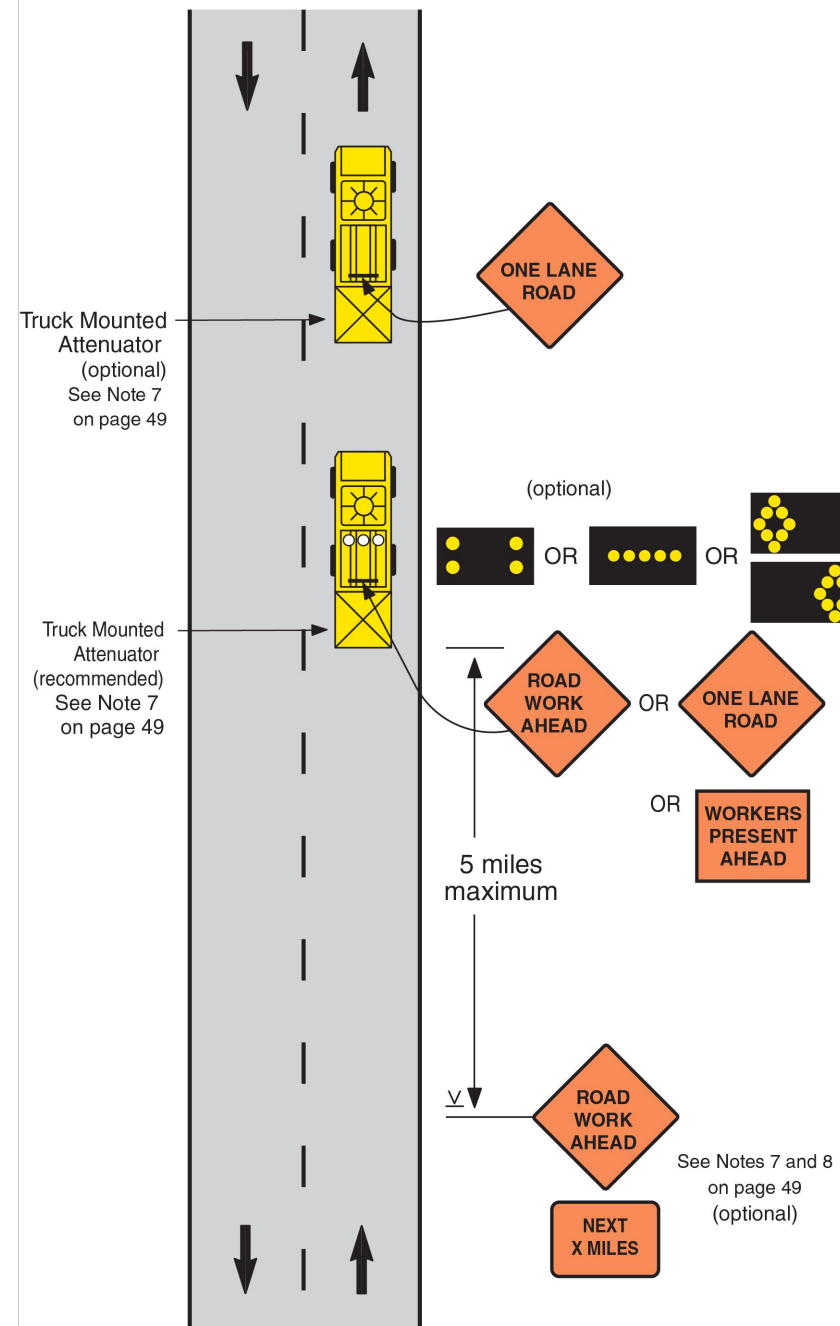 ONE LANE
ROAD
Truck Mounted
Attenuator
(optional)
See Note 7
on page 49
(optional)
OR
OR
Truck Mounted
Attenuator
(recommended)
See Note 7
on page 49
ROAD
WORK
AHEAD
OR
ONE LANE
ROAD
OR
WORKERS
PRESENT
AHEAD
5 miles
maximum
ROAD
WORK
AHEAD
See Notes 7 and 8
on page 49
(optional)
NEXT
X MILES